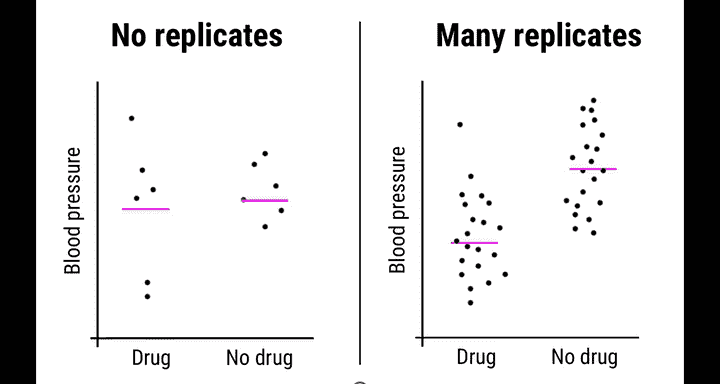 No replicates
Blood pressure
Drug No drug
Many replicates
Blood pressure
Drug No drug